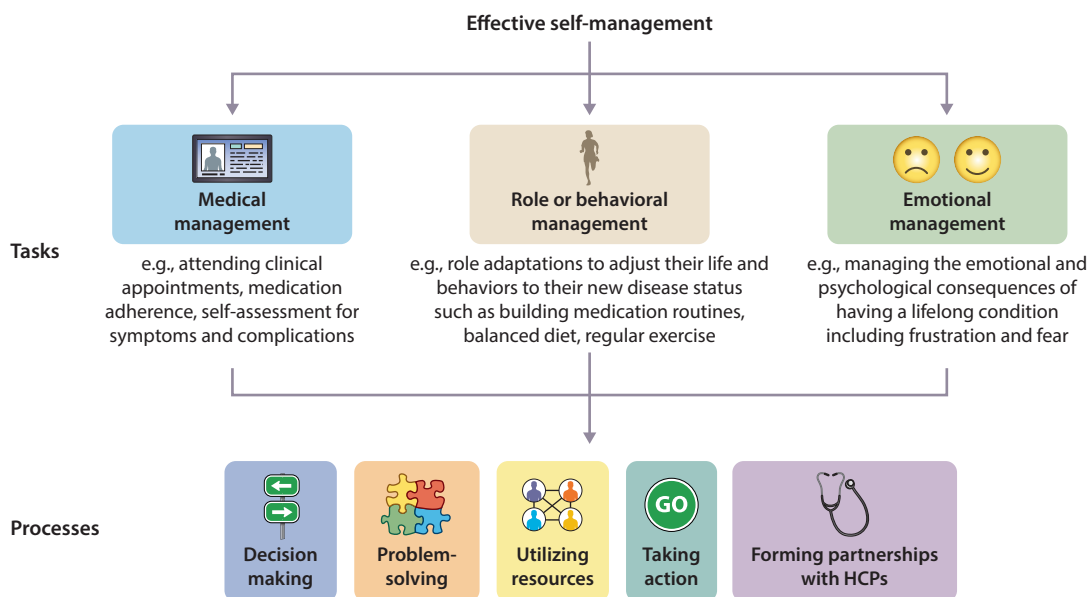 Effective self-management
Tasks
Medical
management
e.g., attending clinical
appointments, medication
adherence, self-assessment for
symptoms and complications
Role or behavioral
management
e.g., role adaptations to adjust their life and
behaviors to their new disease status
such as building medication routines,
balanced diet, regular exercise
Emotional
management
e.g., managing the emotional and
psychological consequences of
having a lifelong condition
including frustration and fear
Processes
Decision
making
Problem-
solving
Utilizing
resources
GO
Taking
action
Forming partnerships
with HCPs